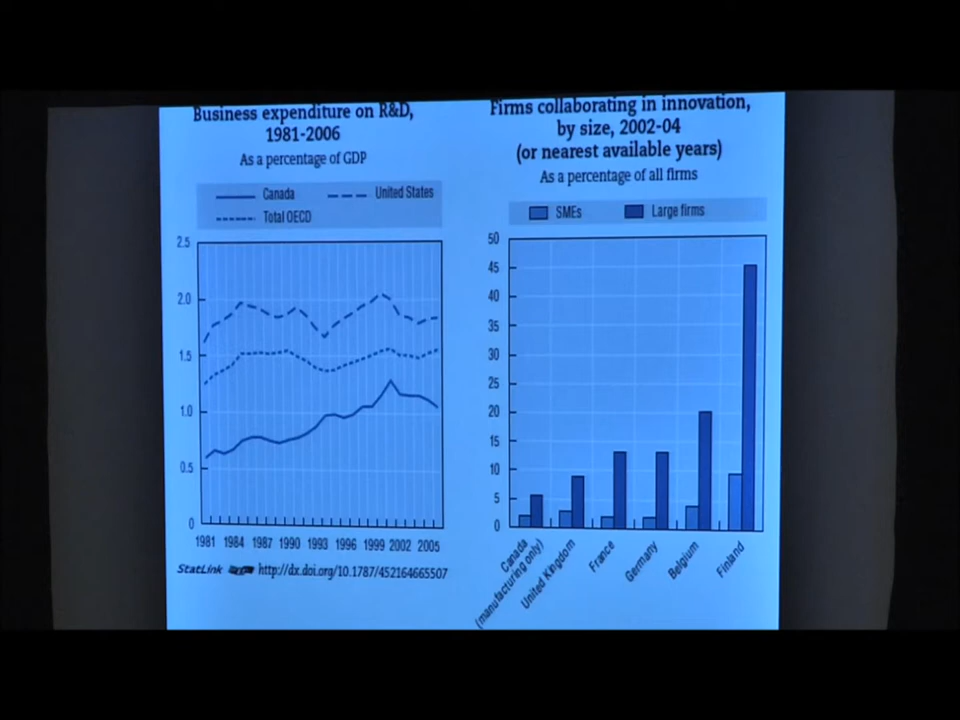 Business expenditure on R&D,
1981-2006
As a percentage of GDP
Canada
United States
Total OECD
2.5
2.0
1.5
1.0
0.5
0
1981 1984 1987 1990 1993 1996 1999 2002 2005
StatLink http://dx.doi.org/10.1787/452164665507
Firms collaborating in innovation,
by size, 2002-04
(or nearest available years)
As a percentage of all firms
SMEs
Large firms
50
45
40
35
30
25
20
15
10
5
0
Canada
(manufacturing only)
United Kingdom
France
Germany
Belgium
Finland